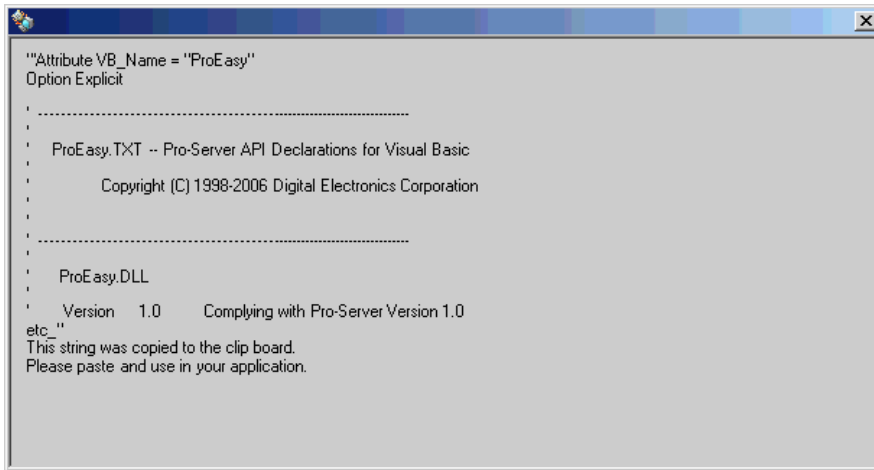 '"Attribute VB_Name = "ProEasy"
Option Explicit
' ----------------------------------------------------------------------
'
'    ProEasy.TXT -- Pro-Server API Declarations for Visual Basic
'
'            Copyright (C) 1998-2006 Digital Electronics Corporation
'
'
' ----------------------------------------------------------------------
'
'     ProEasy.DLL
'
'     Version    1.0        Complying with Pro-Server Version 1.0
etc_"
This string was copied to the clip board.
Please paste and use in your application.